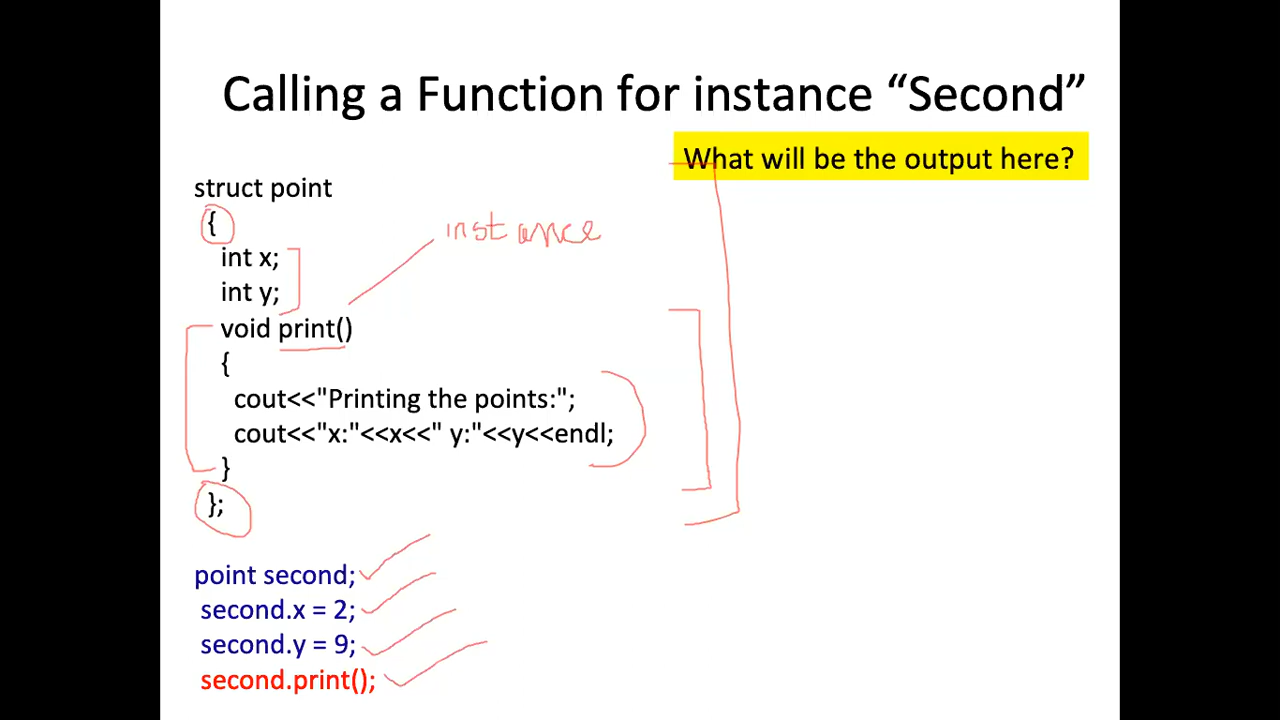 Calling a Function for instance “Second”
What will be the output here?
struct point
{
instance
int x;
int y;
void print()
{
cout<<"Printing the points:";
cout<<"x:"<<x<<" y:"<<y<<endl;
}
};
point second;
second.x = 2;
second.y = 9;
second.print();